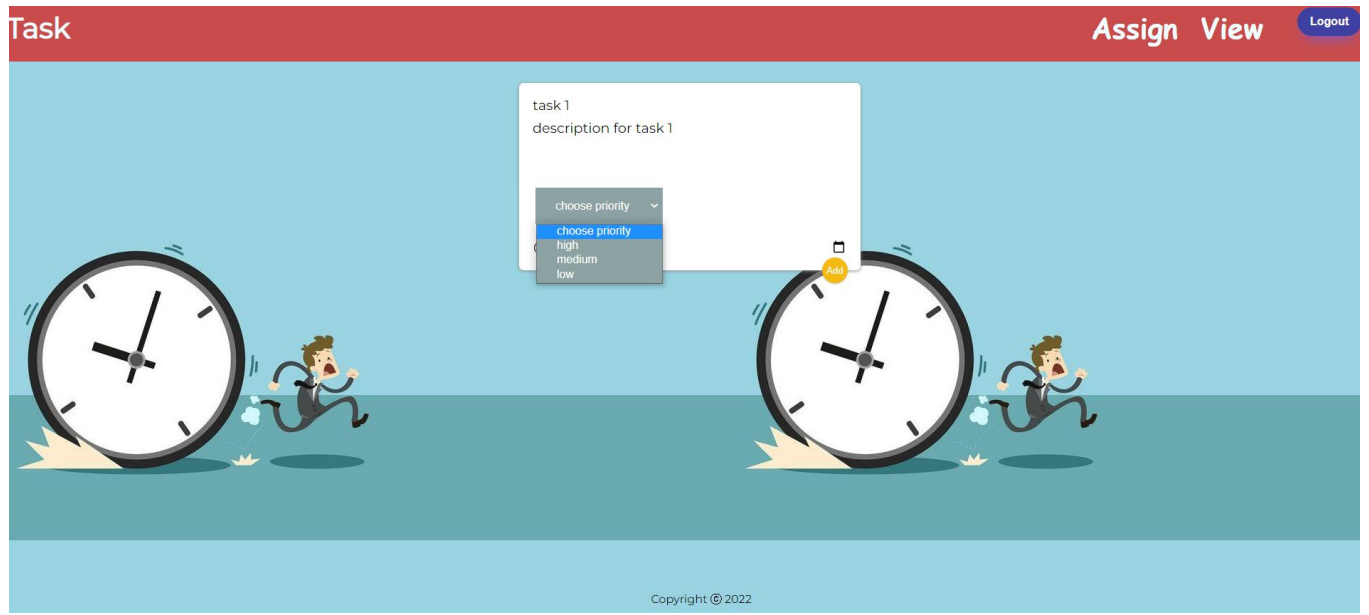 Task
Assign View
Logout
task 1
description for task 1
choose priority
choose priority
high
medium
low
Add
Copyright © 2022